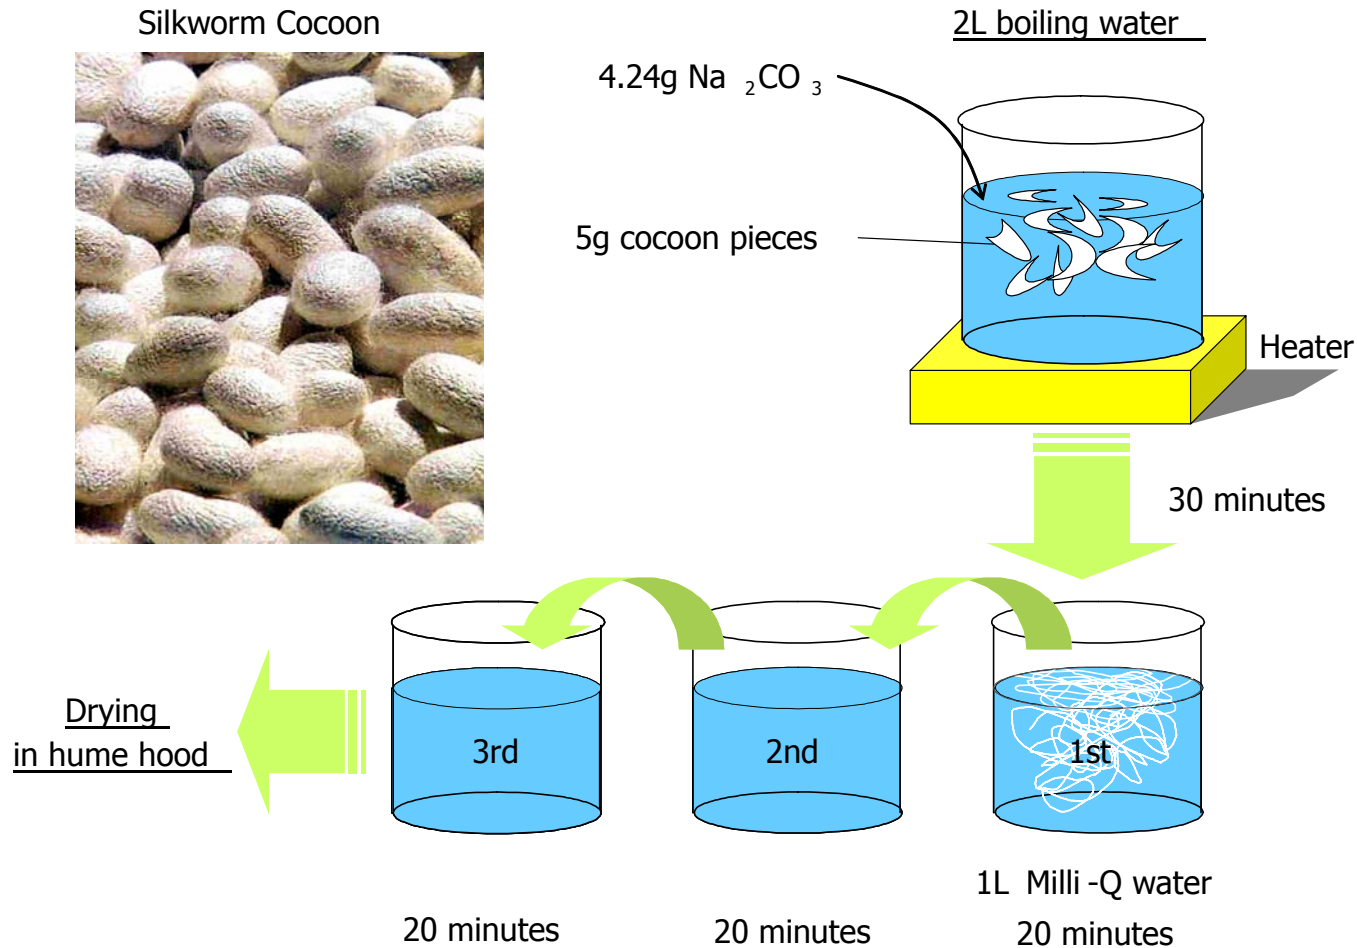 Silkworm Cocoon
2L boiling water
4.24g Na 2CO 3
5g cocoon pieces
Heater
30 minutes
Drying
in hume hood
3rd
2nd
1st
1L Milli -Q water
20 minutes
20 minutes
20 minutes